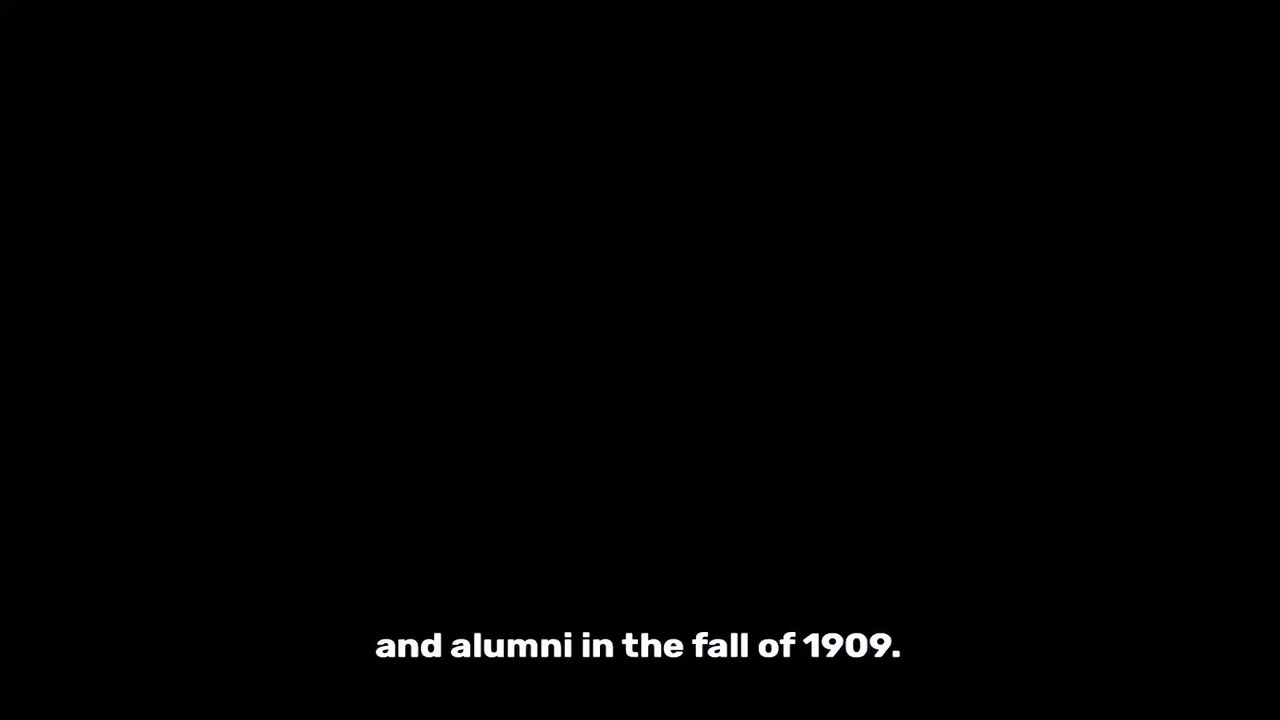 and alumni in the fall of 1909.